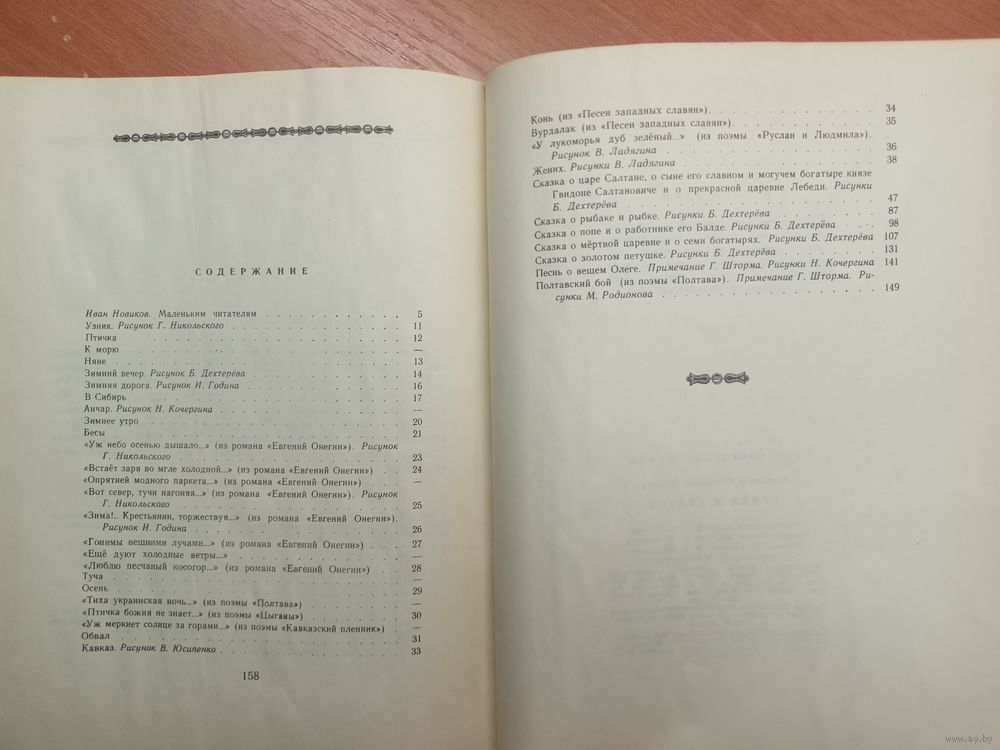 СОДЕРЖАНИЕ
Иван Новиков. Маленьким читателям . . . . . . . . . . . . 5
Узник. Рисунок Г. Никольского . . . . . . . . . . . . . 11
Птичка . . . . . . . . . . . . . . . . . . . . . 12
К морю . . . . . . . . . . . . . . . . . . . . . —
Няне . . . . . . . . . . . . . . . . . . . . . . 13
Зимний вечер. Рисунок Б. Дехтерёва . . . . . . . . . . . 14
Зимняя дорога. Рисунок И. Година . . . . . . . . . . . . 16
В Сибирь . . . . . . . . . . . . . . . . . . . . 17
Анчар. Рисунок Н. Кочергина . . . . . . . . . . . . . —
Зимнее утро . . . . . . . . . . . . . . . . . . . 20
Бесы . . . . . . . . . . . . . . . . . . . . . . 21
«Уж небо осенью дышало...» (из романа «Евгений Онегин»). Рисунок
Г. Никольского . . . . . . . . . . . . . . . . . 23
«Встаёт заря во мгле холодной...» (из романа «Евгений Онегин») . . 24
«Опрятней модного паркета...» (из романа «Евгений Онегин») . . . —
«Вот север, тучи нагоняя...» (из романа «Евгений Онегин»). Рисунок
Г. Никольского . . . . . . . . . . . . . . . . . 25
«Зима!.. Крестьянин, торжествуя...» (из романа «Евгений Онегин»).
Рисунок И. Година . . . . . . . . . . . . . . . . 26
«Гонимы вешними лучами...» (из романа «Евгений Онегин») . . . 27
«Ещё дуют холодные ветры...» . . . . . . . . . . . . . —
«Люблю песчаный косогор...» (из романа «Евгений Онегин») . . . 28
Туча . . . . . . . . . . . . . . . . . . . . . . —
Осень . . . . . . . . . . . . . . . . . . . . . 29
«Тиха украинская ночь...» (из поэмы «Полтава») . . . . . . . —
«Птичка божия не знает...» (из поэмы «Цыганы») . . . . . . . 30
«Уж меркнет солнце за горами...» (из поэмы «Кавказский пленник») . —
Обвал . . . . . . . . . . . . . . . . . . . . . 31
Кавказ. Рисунок В. Юсипенко . . . . . . . . . . . . . 33
158
Конь (из «Песен западных славян») . . . . . . . . . . . 34
Вурдалак (из «Песен западных славян») . . . . . . . . . . 35
«У лукоморья дуб зелёный...» (из поэмы «Руслан и Людмила»).
Рисунок В. Ладягина . . . . . . . . . . . . . . . 36
Жених. Рисунки В. Ладягина . . . . . . . . . . . . . 38
Сказка о царе Салтане, о сыне его славном и могучем богатыре князе
Гвидоне Салтановиче и о прекрасной царевне Лебеди. Рисунки
Б. Дехтерёва . . . . . . . . . . . . . . . . . . 47
Сказка о рыбаке и рыбке. Рисунки Б. Дехтерёва . . . . . . . 87
Сказка о попе и о работнике его Балде. Рисунки Б. Дехтерёва . . . 98
Сказка о мёртвой царевне и о семи богатырях. Рисунки Б. Дехтерёва 107
Сказка о золотом петушке. Рисунки Б. Дехтерёва . . . . . . . 131
Песнь о вещем Олеге. Примечание Г. Шторма. Рисунки Н. Кочергина 141
Полтавский бой (из поэмы «Полтава»). Примечание Г. Шторма. Ри-
сунки М. Родионова . . . . . . . . . . . . . . . 149
www.ay.by